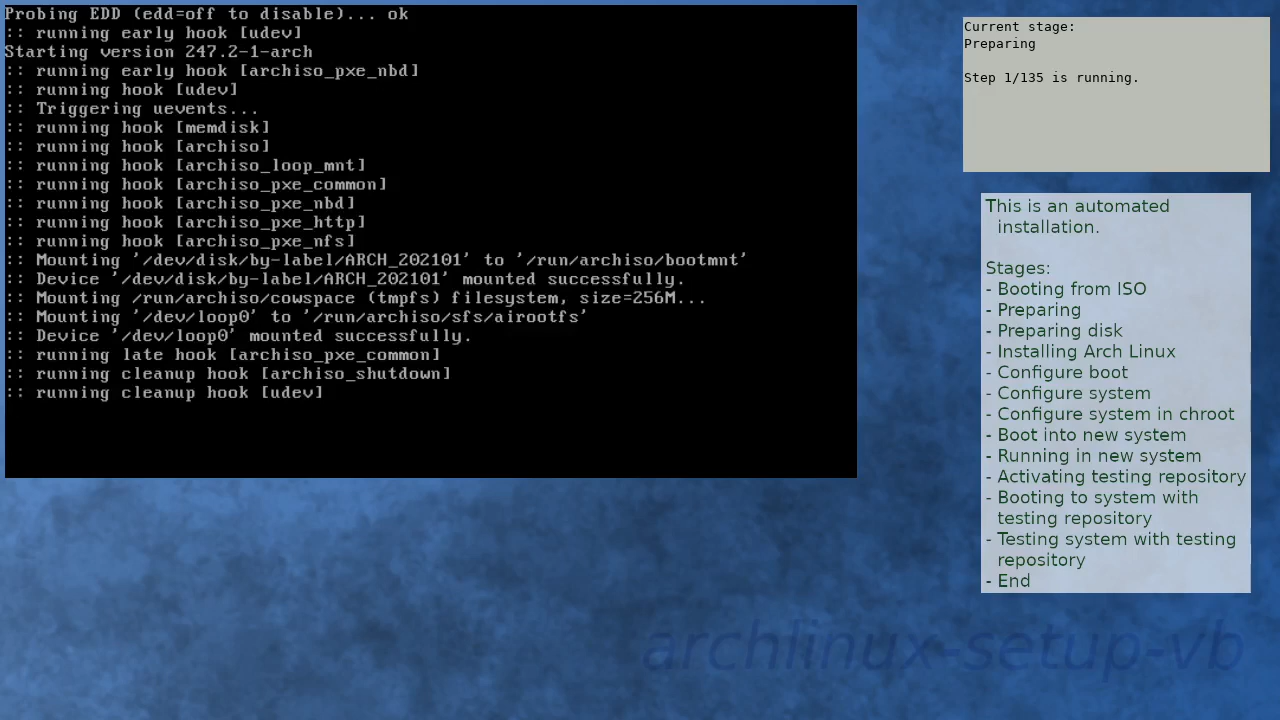 Probing EDD (edd=off to disable)... ok
:: running early hook [udev]
Starting version 247.2-1-arch
:: running early hook [archiso_pxe_nbd]
:: running hook [udev]
:: Triggering uevents...
:: running hook [memdisk]
:: running hook [archiso]
:: running hook [archiso_loop_mnt]
:: running hook [archiso_pxe_common]
:: running hook [archiso_pxe_nbd]
:: running hook [archiso_pxe_http]
:: running hook [archiso_pxe_nfs]
:: Mounting '/dev/disk/by-label/ARCH_202101' to '/run/archiso/bootmnt'
:: Device '/dev/disk/by-label/ARCH_202101' mounted successfully.
:: Mounting /run/archiso/cowspace (tmpfs) filesystem, size=256M...
:: Mounting '/dev/loop0' to '/run/archiso/sfs/airootfs'
:: Device '/dev/loop0' mounted successfully.
:: running late hook [archiso_pxe_common]
:: running cleanup hook [archiso_shutdown]
:: running cleanup hook [udev]
Current stage:
Preparing
Step 1/135 is running.
This is an automated
installation.
Stages:
- Booting from ISO
- Preparing
- Preparing disk
- Installing Arch Linux
- Configure boot
- Configure system
- Configure system in chroot
- Boot into new system
- Running in new system
- Activating testing repository
- Booting to system with
testing repository
- Testing system with testing
repository
- End
archlinux-setup-vb